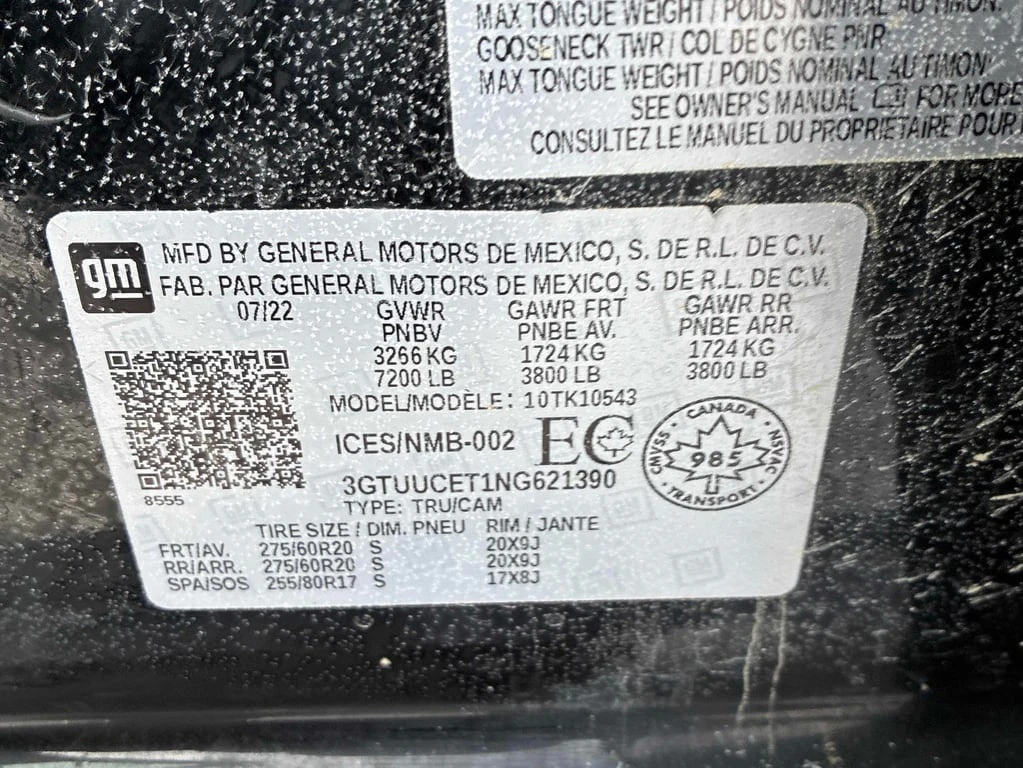 MAX TONGUE WEIGHT / POIDS NOMINAL AU TIMON
GOOSENECK TWR / COL DE CYGNE PNR
MAX TONGUE WEIGHT / POIDS NOMINAL AU TIMON
SEE OWNER'S MANUAL FOR MORE
CONSULTEZ LE MANUEL DU PROPRIETAIRE POUR
gm
MFD BY GENERAL MOTORS DE MEXICO, S. DE R.L. DE C.V.
FAB. PAR GENERAL MOTORS DE MEXICO, S. DE R.L. DE C.V.
07/22 GVWR GAWR FRT GAWR RR
PNBV PNBE AV. PNBE ARR.
3266 KG 1724 KG 1724 KG
7200 LB 3800 LB 3800 LB
MODEL/MODÈLE: 10TK10543
ICES/NMB-002 EC
CANADA
CMVSS 985 NSVAC
TRANSPORT
8555
3GTUUCET1NG621390
TYPE: TRU/CAM
TIRE SIZE / DIM. PNEU RIM / JANTE
FRT/AV. 275/60R20 S 20X9J
RR/ARR. 275/60R20 S 20X9J
SPA/SOS 255/80R17 S 17X8J